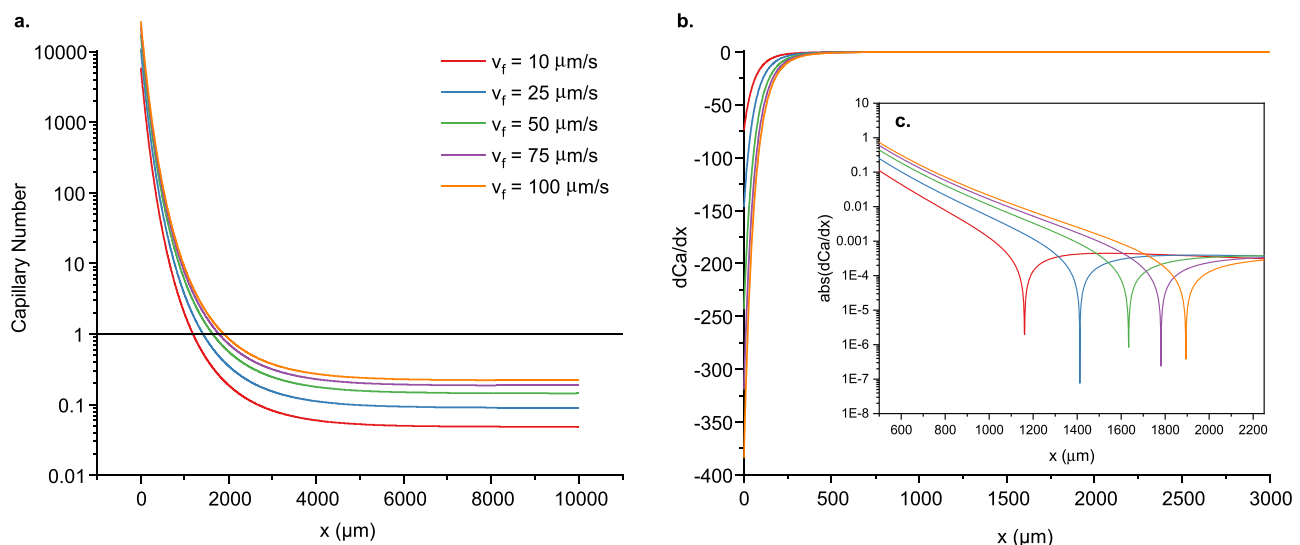 a.
10000
1000
100
10
1
0.1
0.01
Capillary Number
0
2000
4000
6000
8000
10000
x (µm)
v_f = 10 µm/s
v_f = 25 µm/s
v_f = 50 µm/s
v_f = 75 µm/s
v_f = 100 µm/s
b.
0
-50
-100
-150
-200
-250
-300
-350
-400
dCa/dx
0
500
1000
1500
2000
2500
3000
x (µm)
c.
10
1
0.1
0.01
0.001
1E-4
1E-5
1E-6
1E-7
1E-8
abs(dCa/dx)
600
800
1000
1200
1400
1600
1800
2000
2200
x (µm)